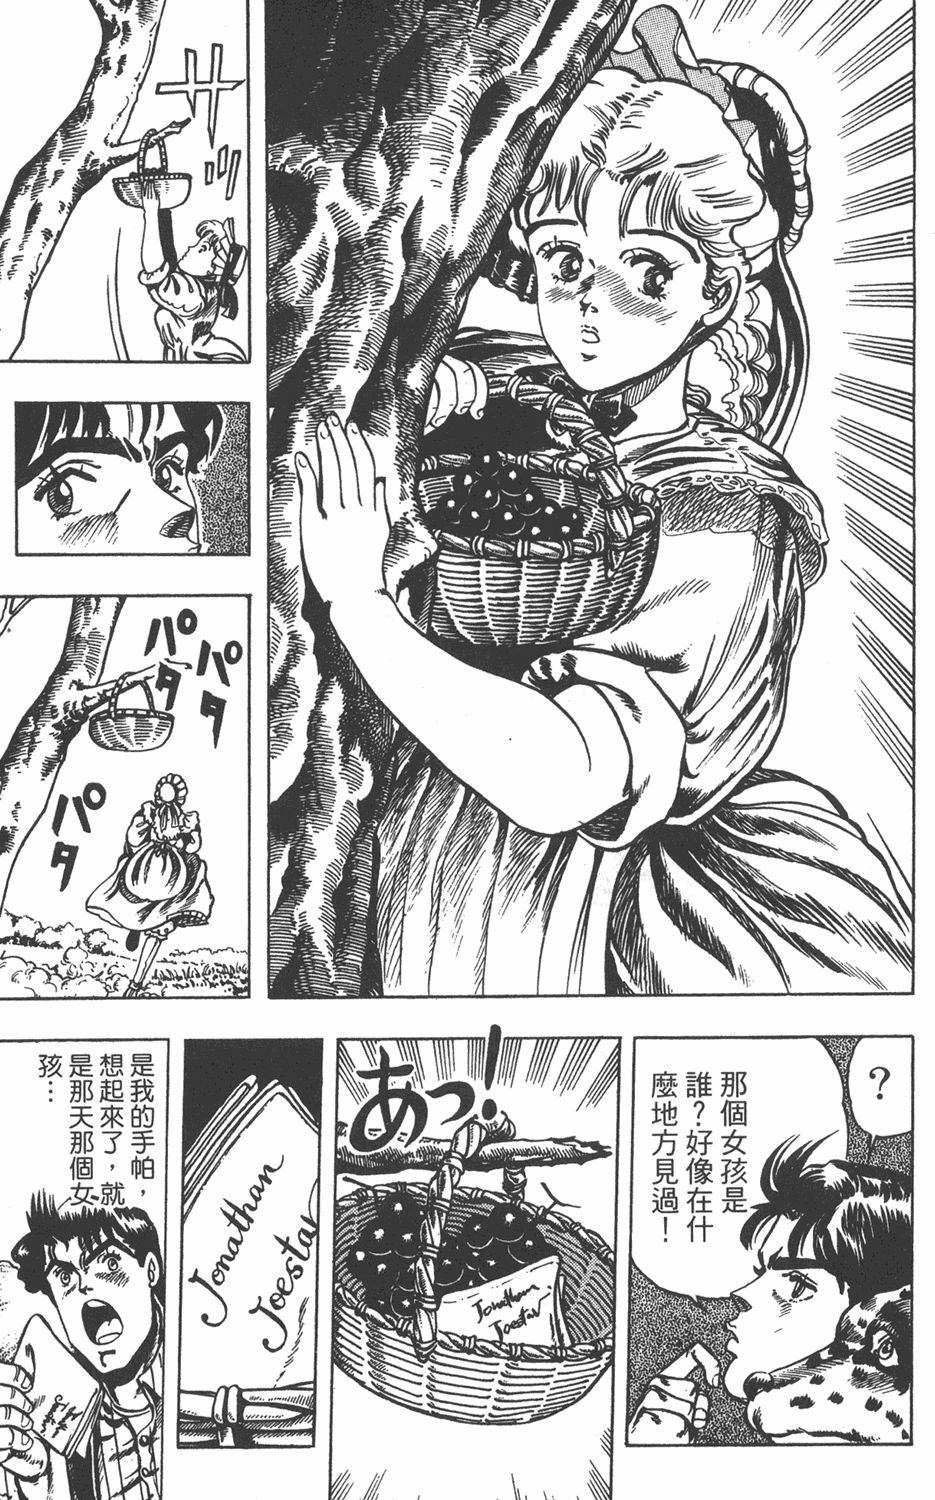 サッ
パタ
パタ
パタ
？
那個女孩是
誰？好像在什
麼地方見過！
あっ！
Jonathan
Joestar
Jonathan
Joestar
是我的手帕，
想起來了，就
是那天那個女
孩…